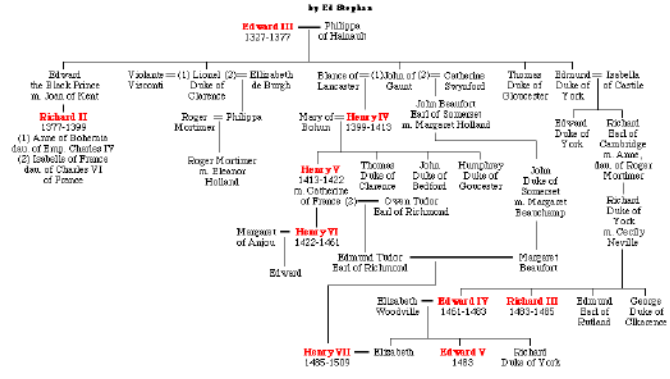 by Ed Stephan
Edward III
1327-1377
Philippa
of Hainault
Edward
the Black Prince
m. Joan of Kent
Violante
Visconti
(1) Lionel (2)
Duke of
Clarence
Elizabeth
de Burgh
Blance of
Lancaster
(1)John of (2)
Gaunt
Catherine
Swynford
Thomas
Duke of
Gloucester
Edmund
Duke of
York
Isabella
of Castle
Richard II
1377-1399
(1) Anne of Bohemia
dau. of Emp. Charles IV
(2) Isabelle of France
dau. of Charles VI
of France
Roger
Mortimer
Philippa
Mary of
Bohun
Henry IV
1399-1413
John Beaufort
Earl of Somerset
m. Margaret Holland
Edward
Duke of
York
Richard
Earl of
Cambridge
m. Anne,
dau. of Roger
Mortimer
Roger Mortimer
m. Eleanor
Holland
Henry V
1413-1422
m. Catherine
of France (2)
Thomas
Duke of
Clarence
John
Duke of
Bedford
Humphrey
Duke of
Goucester
John
Duke of
Somerset
m. Margaret
Beauchamp
Owen Tudor
Earl of Richmond
Richard
Duke of
York
m. Cecily
Neville
Margaret
of Anjou
Henry VI
1422-1461
Edward
Edmund Tudor
Earl of Richmond
Margaret
Beaufort
Elizabeth
Woodville
Edward IV
1461-1483
Richard III
1483-1485
Edmund
Earl of
Rutland
George
Duke of
Clkarence
Henry VII
1485-1509
Elizabeth
Edward V
1483
Richard
Duke of York